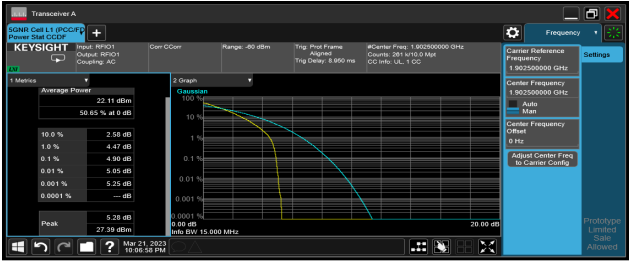 Transceiver A
5GNR Cell L1 (PCC/F
Power Stat CCDF
KEYSIGHT
Input: RFIO1
Output: RFIO1
Coupling: AC
Corr CCorr
Range: -60 dBm
Trig: Prot Frame
Aligned
Trig Delay: 8.950 ms
#Center Freq: 1.902500000 GHz
Counts: 261 k/10.0 Mpt
CC Info: UL, 1 CC
Frequency
Settings
Carrier Reference
Frequency
1.902500000 GHz
Center Frequency
1.902500000 GHz
Auto
Man
Center Frequency
Offset
0 Hz
Adjust Center Freq
to Carrier Config
1 Metrics
Average Power
22.11 dBm
50.65 % at 0 dB
10.0 % 2.58 dB
1.0 % 4.47 dB
0.1 % 4.90 dB
0.01 % 5.05 dB
0.001 % 5.25 dB
0.0001 % --- dB
Peak
5.28 dB
27.39 dBm
2 Graph
Gaussian
100 %
10 %
1 %
0.1 %
0.01 %
0.001 %
0.0001 %
0.00 dB
20.00 dB
Info BW 15.000 MHz
Prototype
Limited
Sale
Allowed
?
Mar 21, 2023
10:06:58 PM